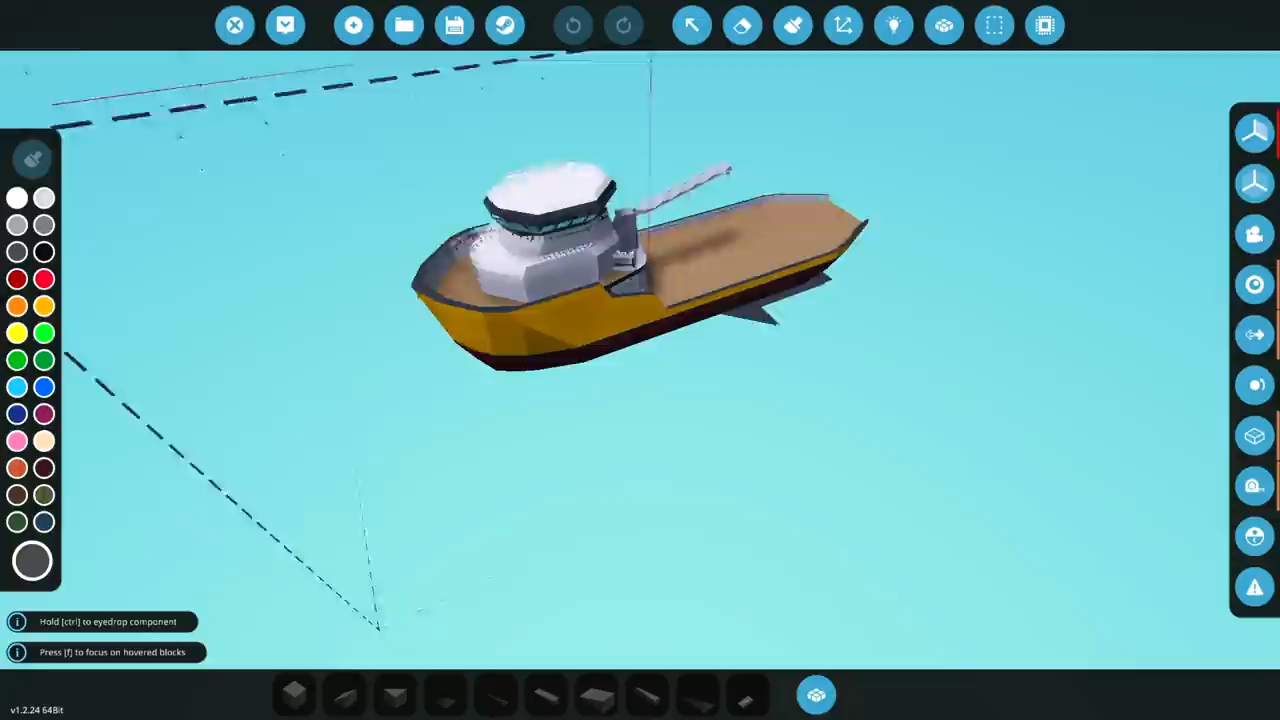 Hold [ctrl] to eyedrop component
Press [f] to focus on hovered blocks
v1.2.24 64Bit